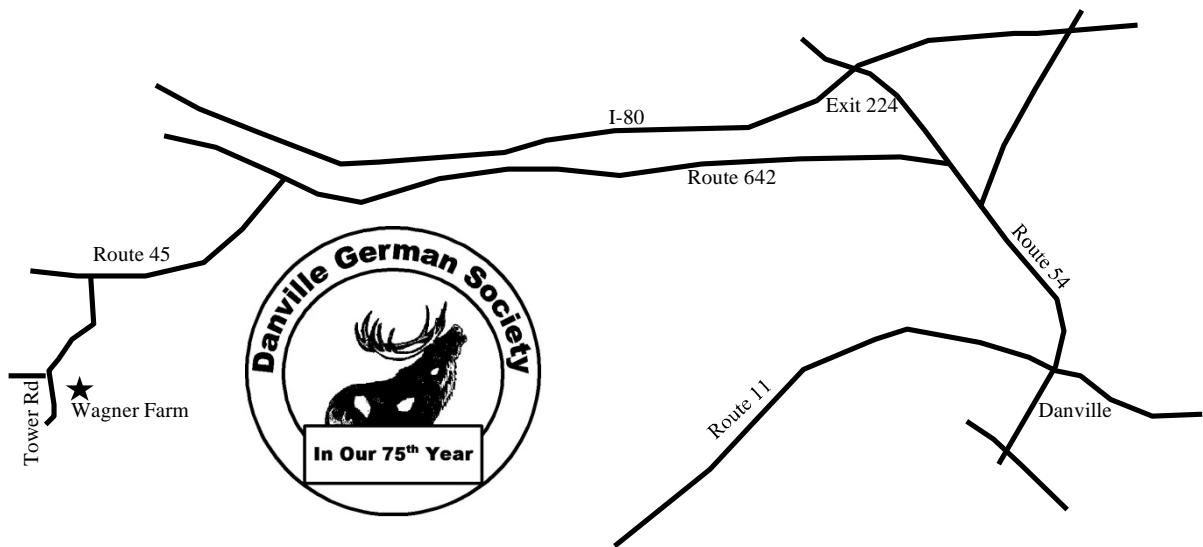 I-80
Exit 224
Route 642
Route 45
Route 54
Danville German Society
In Our 75th Year
Tower Rd
Wagner Farm
Route 11
Danville